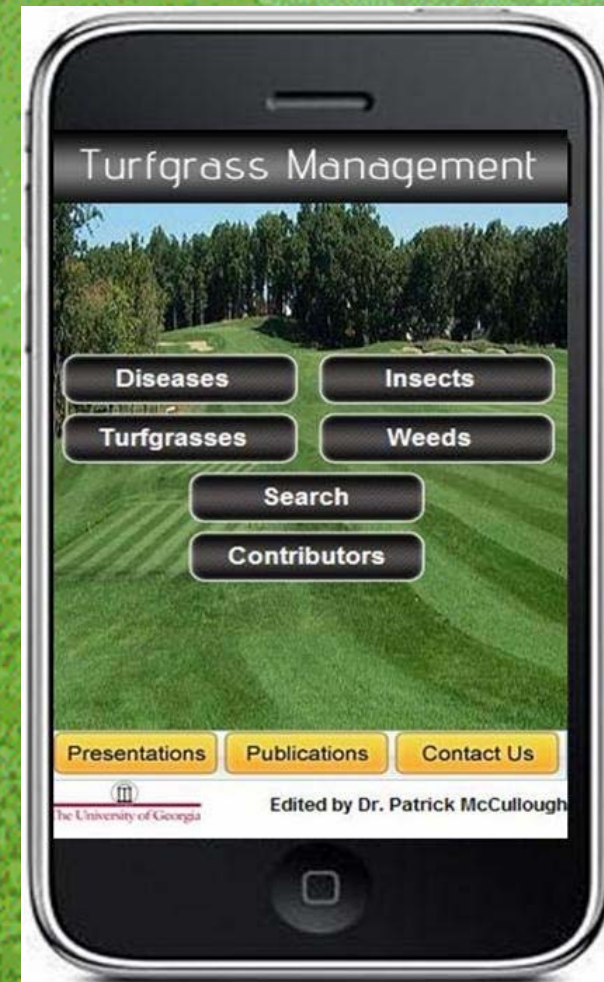 Turfgrass Management
Diseases Insects
Turfgrasses Weeds
Search
Contributors
Presentations Publications Contact Us
The University of Georgia Edited by Dr. Patrick McCullough